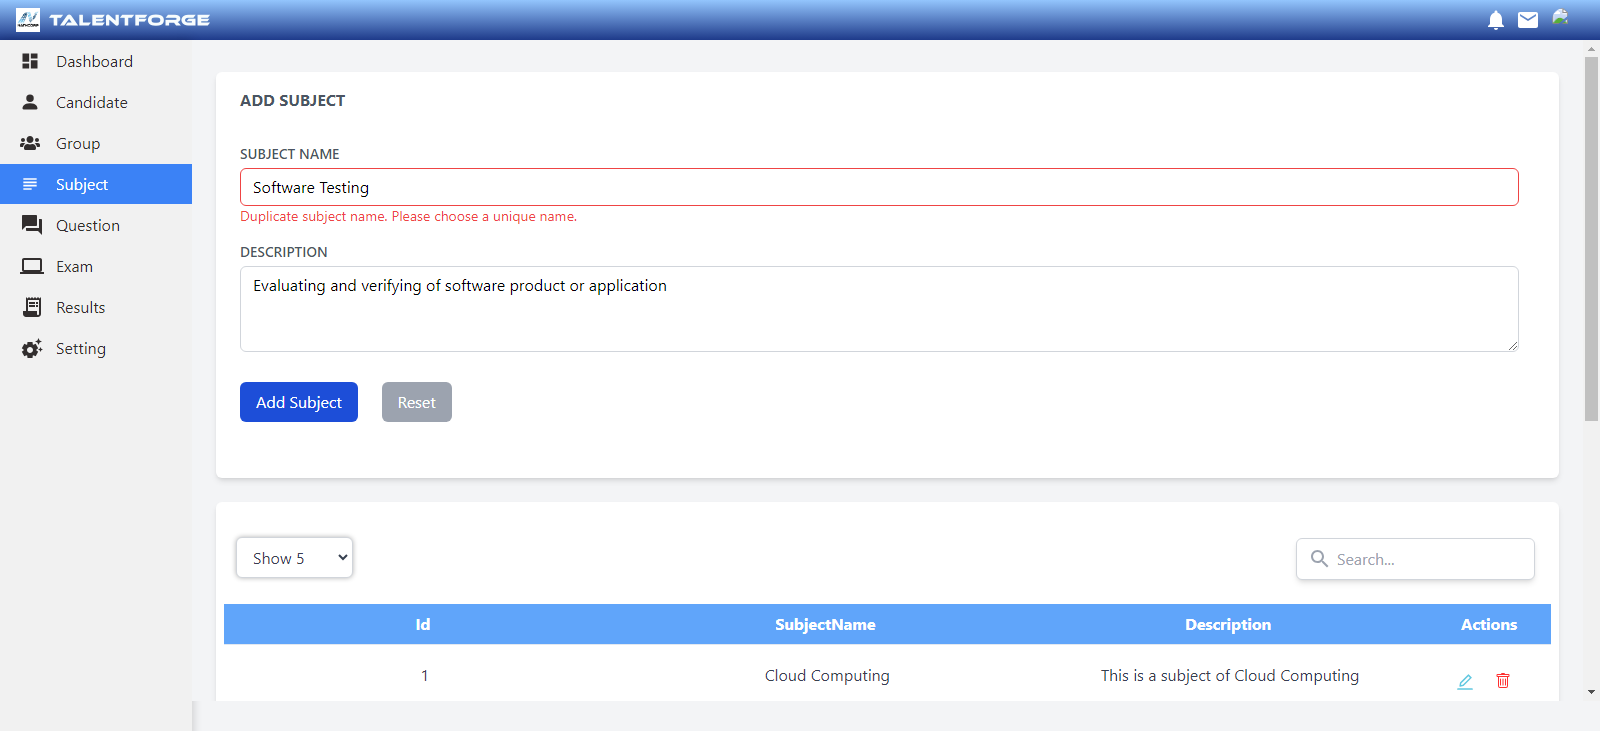 TALENTFORGE
Dashboard
Candidate
Group
Subject
Question
Exam
Results
Setting
ADD SUBJECT
SUBJECT NAME
Software Testing
Duplicate subject name. Please choose a unique name.
DESCRIPTION
Evaluating and verifying of software product or application
Add Subject Reset
Show 5 Search...
Id SubjectName Description Actions
1 Cloud Computing This is a subject of Cloud Computing